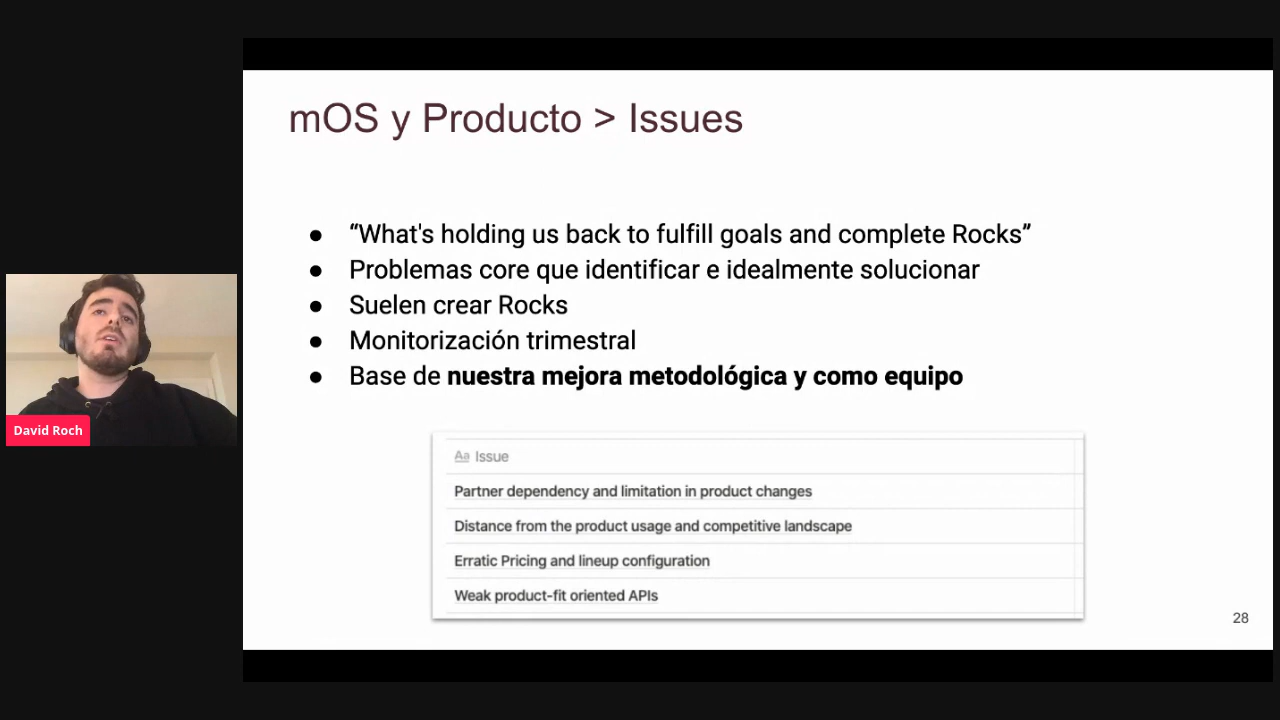 mOS y Producto > Issues
● “What's holding us back to fulfill goals and complete Rocks”
● Problemas core que identificar e idealmente solucionar
● Suelen crear Rocks
● Monitorización trimestral
● Base de nuestra mejora metodológica y como equipo
David Roch
Aa Issue
Partner dependency and limitation in product changes
Distance from the product usage and competitive landscape
Erratic Pricing and lineup configuration
Weak product-fit oriented APIs
28